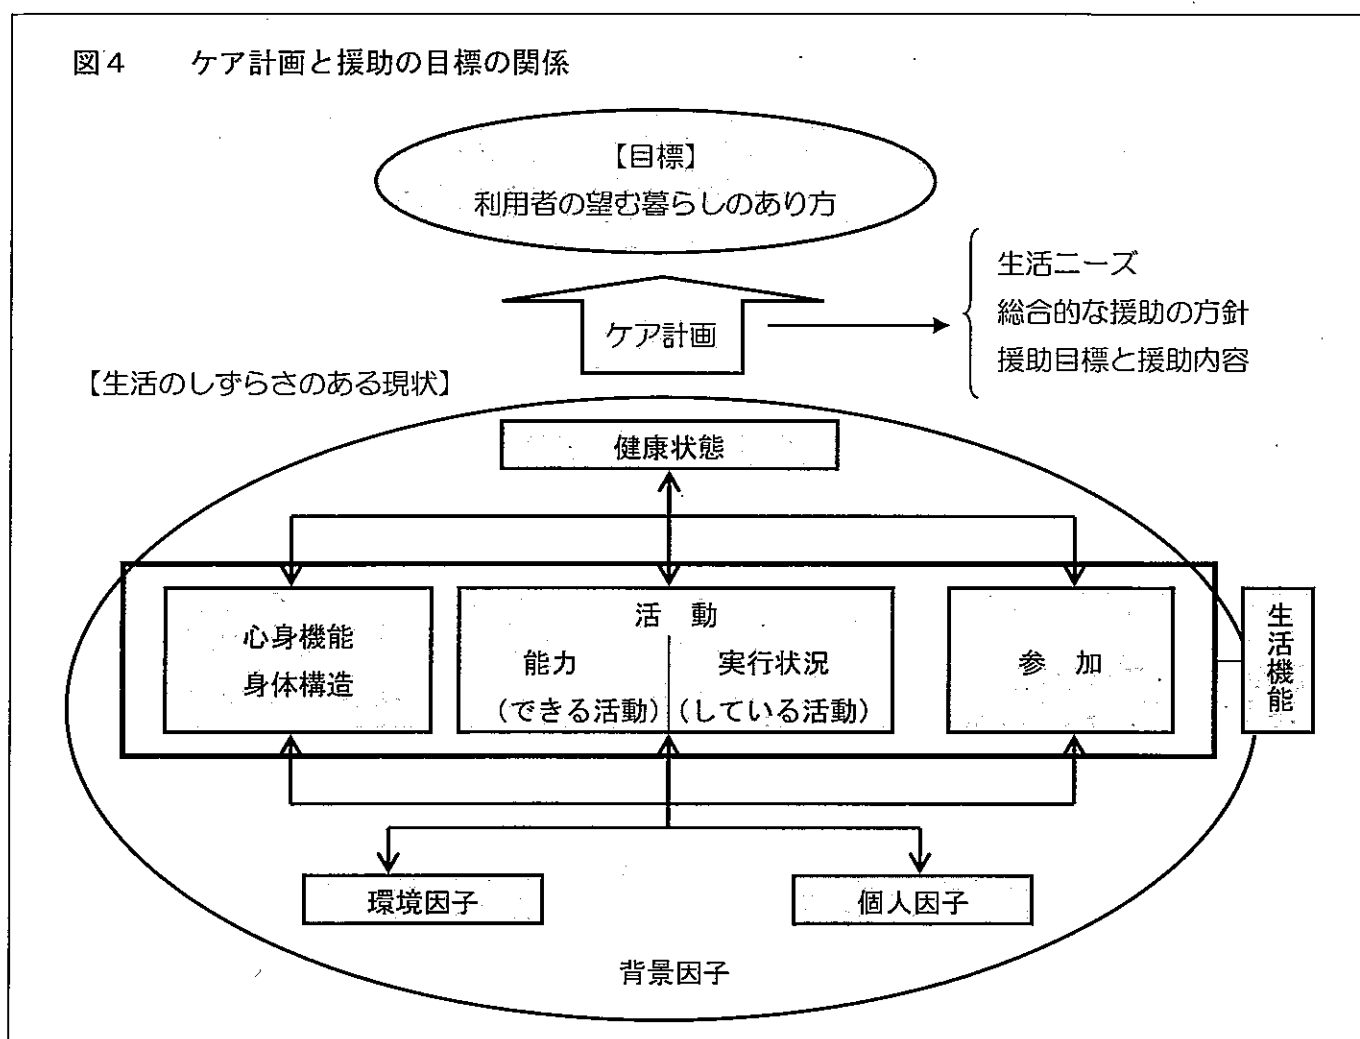 図4 ケア計画と援助の目標の関係
【目標】
利用者の望む暮らしのあり方
ケア計画
生活ニーズ
総合的な援助の方針
援助目標と援助内容
【生活のしずらさのある現状】
健康状態
心身機能
身体構造
活 動
能力
(できる活動)
実行状況
(している活動)
参 加
生活機能
環境因子
個人因子
背景因子